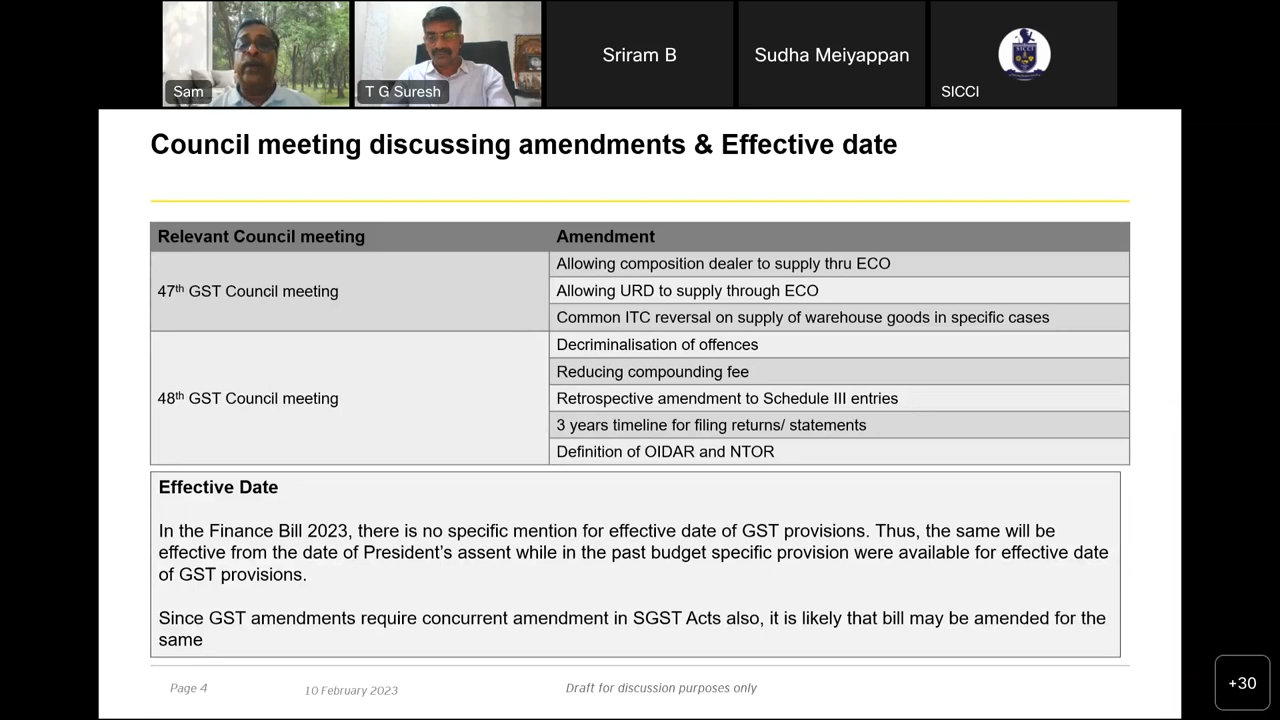 Sam
T G Suresh
Sriram B
Sudha Meiyappan
SICCI
SICCI
Council meeting discussing amendments & Effective date
Relevant Council meeting
Amendment
47th GST Council meeting
Allowing composition dealer to supply thru ECO
Allowing URD to supply through ECO
Common ITC reversal on supply of warehouse goods in specific cases
48th GST Council meeting
Decriminalisation of offences
Reducing compounding fee
Retrospective amendment to Schedule III entries
3 years timeline for filing returns/ statements
Definition of OIDAR and NTOR
Effective Date
In the Finance Bill 2023, there is no specific mention for effective date of GST provisions. Thus, the same will be
effective from the date of President's assent while in the past budget specific provision were available for effective date
of GST provisions.
Since GST amendments require concurrent amendment in SGST Acts also, it is likely that bill may be amended for the
same
Page 4
10 February 2023
Draft for discussion purposes only
+30